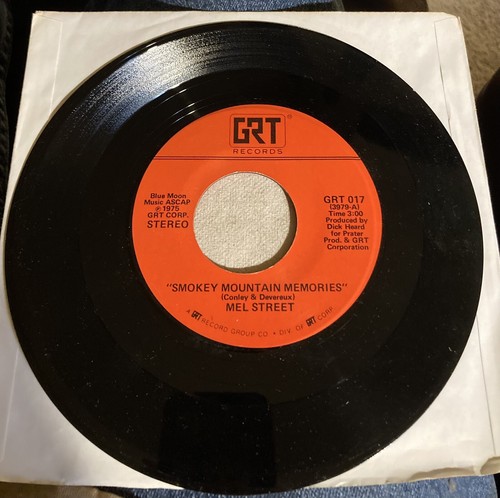 GRT®
RECORDS
Blue Moon
Music ASCAP
℗ 1975
GRT CORP.
STEREO
GRT 017
(3979-A)
Time 3:00
Produced by
Dick Heard
for Prater
Prod. & GRT
Corporation
"SMOKEY MOUNTAIN MEMORIES"
(Conley & Devereux)
MEL STREET
A GRT RECORD GROUP CO. • DIV. OF GRT CORP.